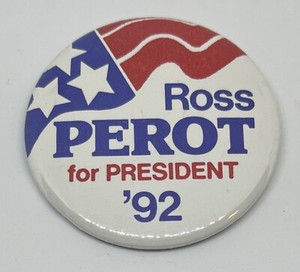 Ross
PEROT
for PRESIDENT
'92